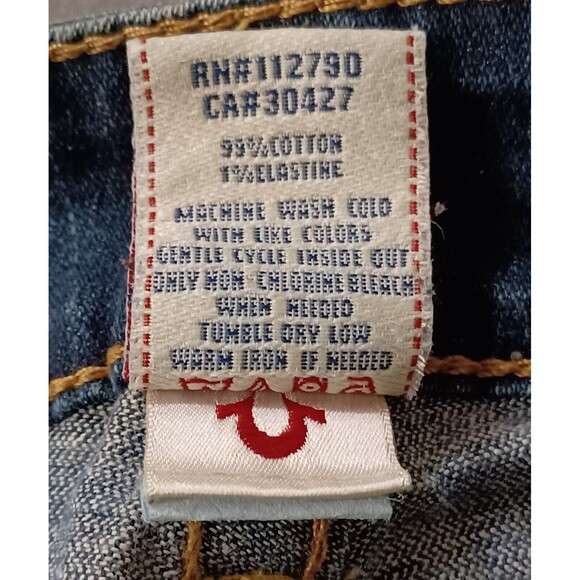 RN#112790
CA#30427
99%COTTON
1%ELASTINE
MACHINE WASH COLD
WITH LIKE COLORS
GENTLE CYCLE INSIDE OUT
ONLY NON-CHLORINE BLEACH
WHEN NEEDED
TUMBLE DRY LOW
WARM IRON IF NEEDED